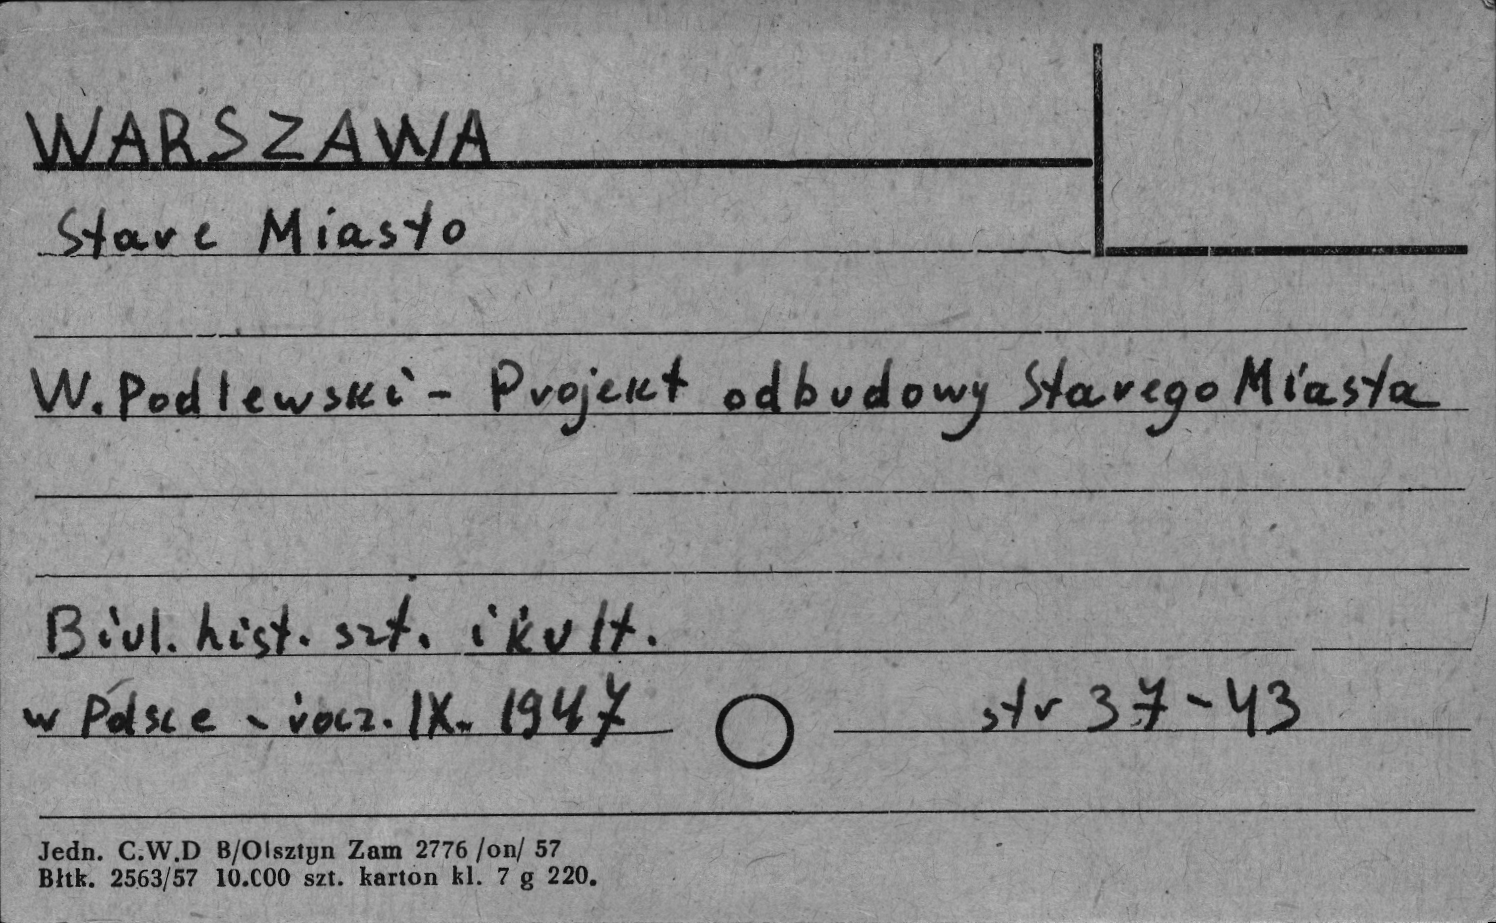 WARSZAWA
Stare Miasto
W. Podlewski - Projekt odbudowy Starego Miasta
Biul. hist. szt. i kult.
w Polsce - rocz. IX. 1947 str 37-43
Jedn. C.W.D B/Olsztyn Zam 2776 /on/ 57
Błtk. 2563/57 10.000 szt. karton kl. 7 g 220.